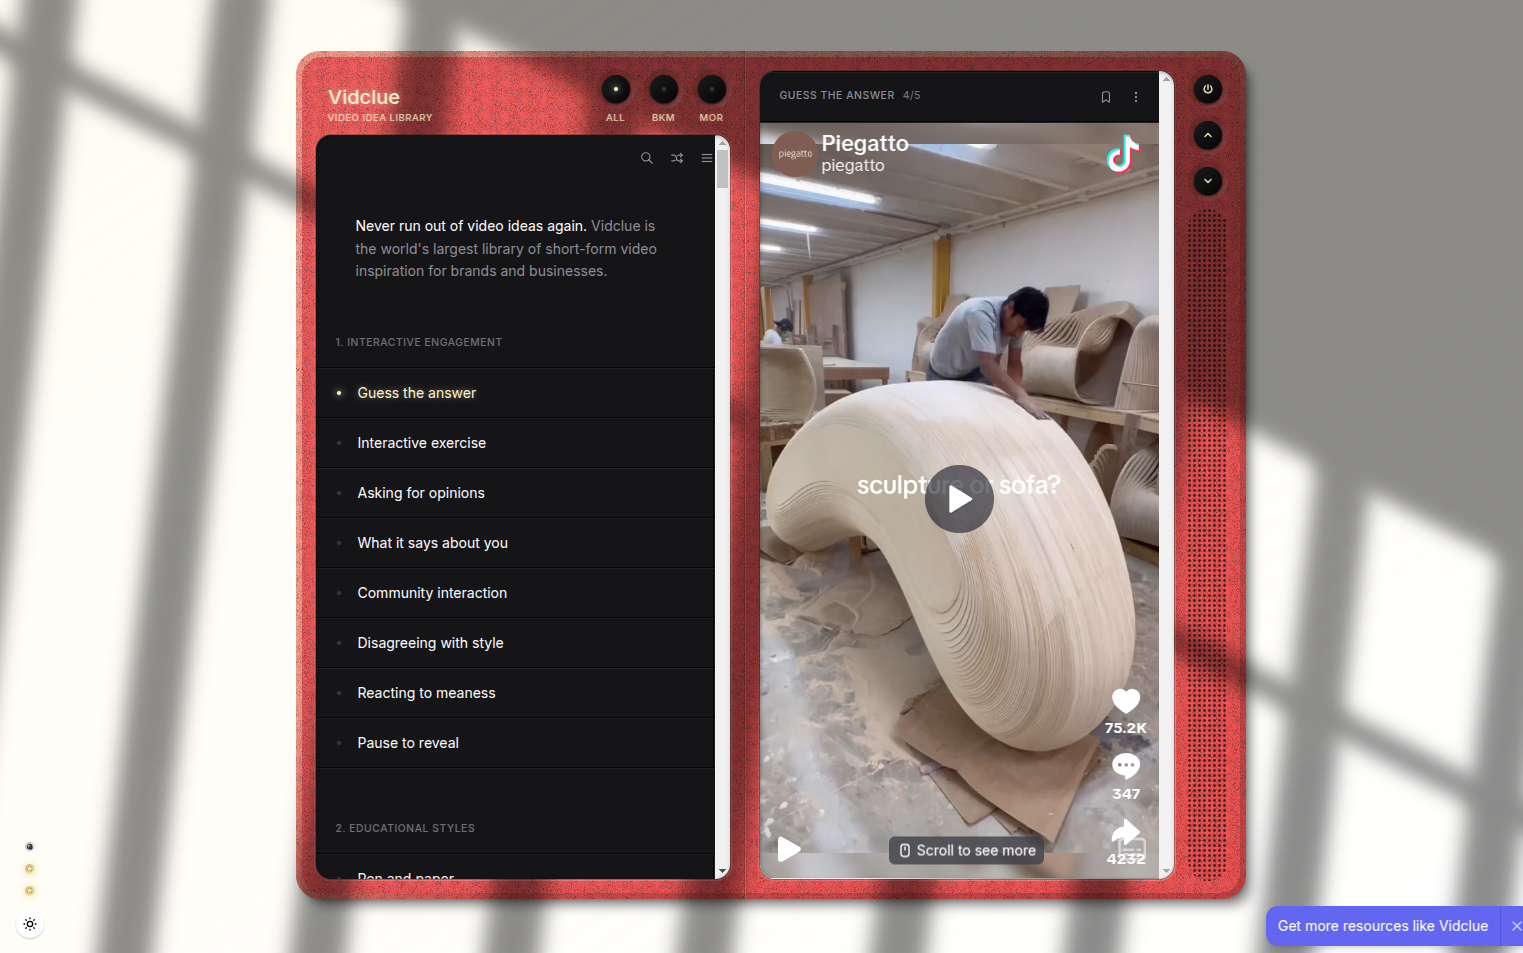 Vidclue
VIDEO IDEA LIBRARY
ALL
BKM
MOR
Never run out of video ideas again. Vidclue is
the world's largest library of short-form video
inspiration for brands and businesses.
1. INTERACTIVE ENGAGEMENT
Guess the answer
Interactive exercise
Asking for opinions
What it says about you
Community interaction
Disagreeing with style
Reacting to meaness
Pause to reveal
2. EDUCATIONAL STYLES
Pen and paper
GUESS THE ANSWER 4/5
piegatto
Piegatto
piegatto
sculpture or sofa?
75.2K
347
4232
Scroll to see more
Get more resources like Vidclue